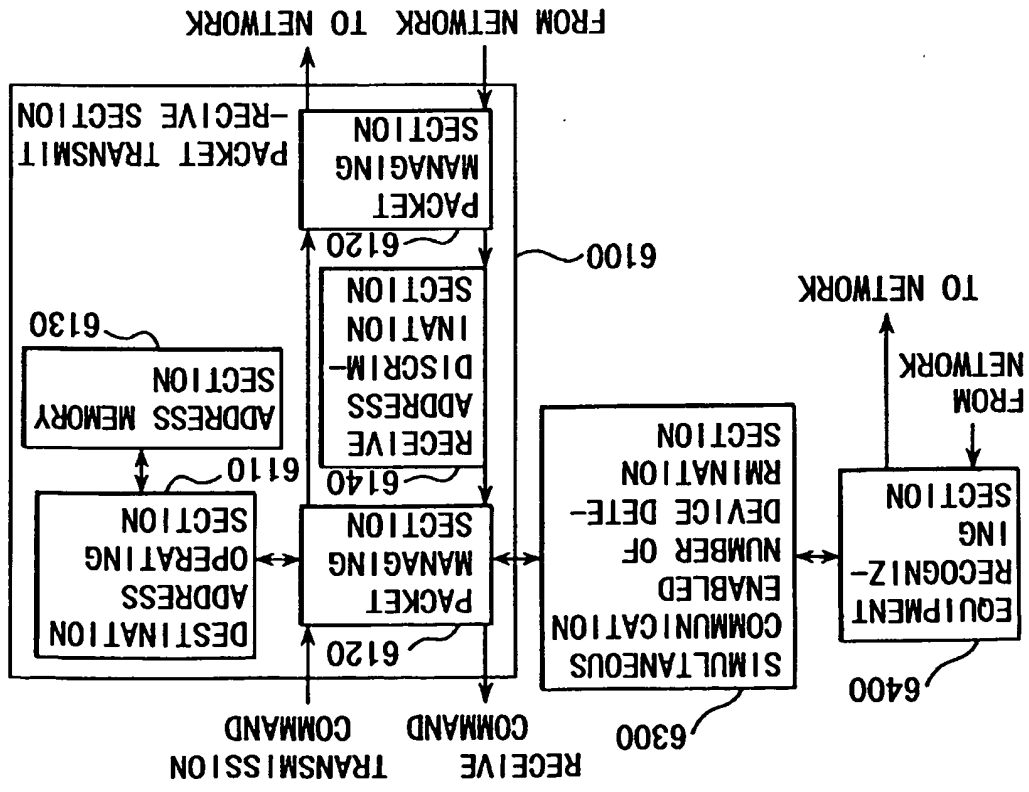 RECEIVE
COMMAND
TRANSMISSION
COMMAND
6400
EQUIPMENT
RECOGNIZ-
ING
SECTION
FROM
NETWORK
TO NETWORK
6300
SIMULTANEOUS
COMMUNICATION
ENABLED
NUMBER OF
DEVICE DETE-
RMINATION
SECTION
6120
PACKET
MANAGING
SECTION
DESTINATION
ADDRESS
OPERATING
SECTION
6110
6140
RECEIVE
ADDRESS
DISCRIM-
INATION
SECTION
ADDRESS MEMORY
SECTION
6130
6100
6120
PACKET
MANAGING
SECTION
PACKET TRANSMIT
-RECIVE SECTION
FROM NETWORK
TO NETWORK